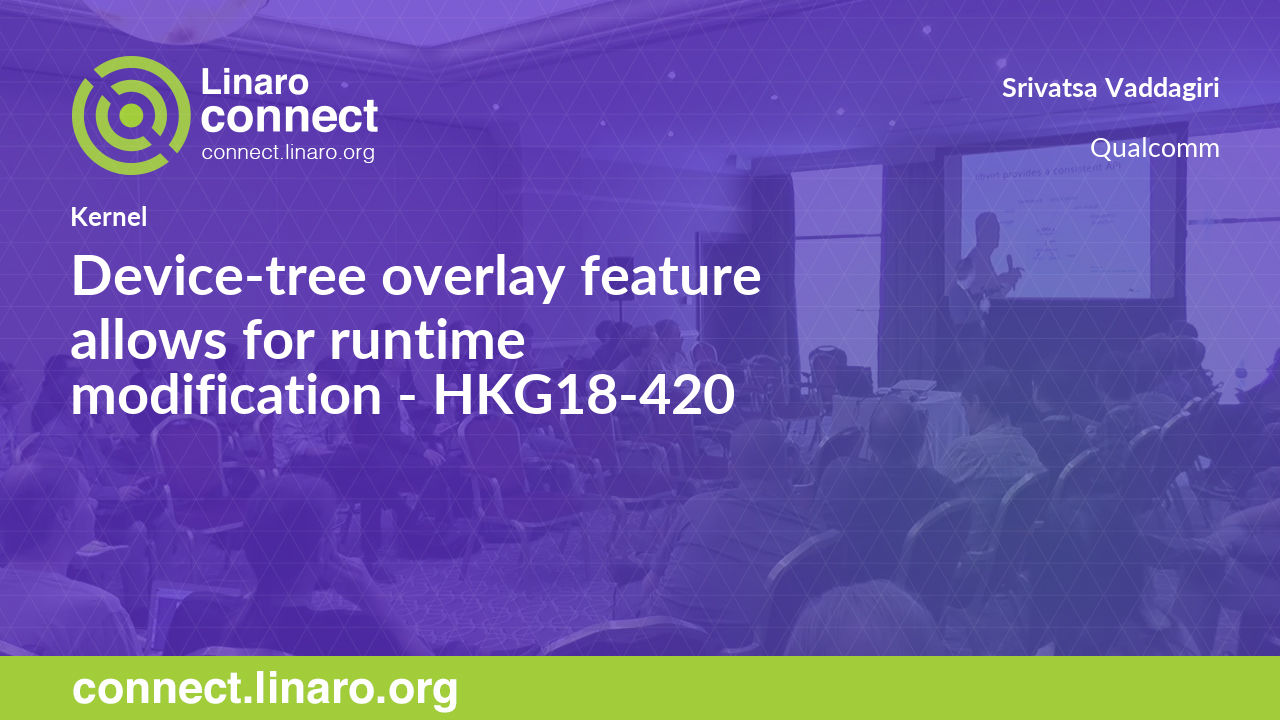 Linaro
connect
connect.linaro.org
Srivatsa Vaddagiri
Qualcomm
Kernel
Device-tree overlay feature
allows for runtime
modification - HKG18-420
connect.linaro.org